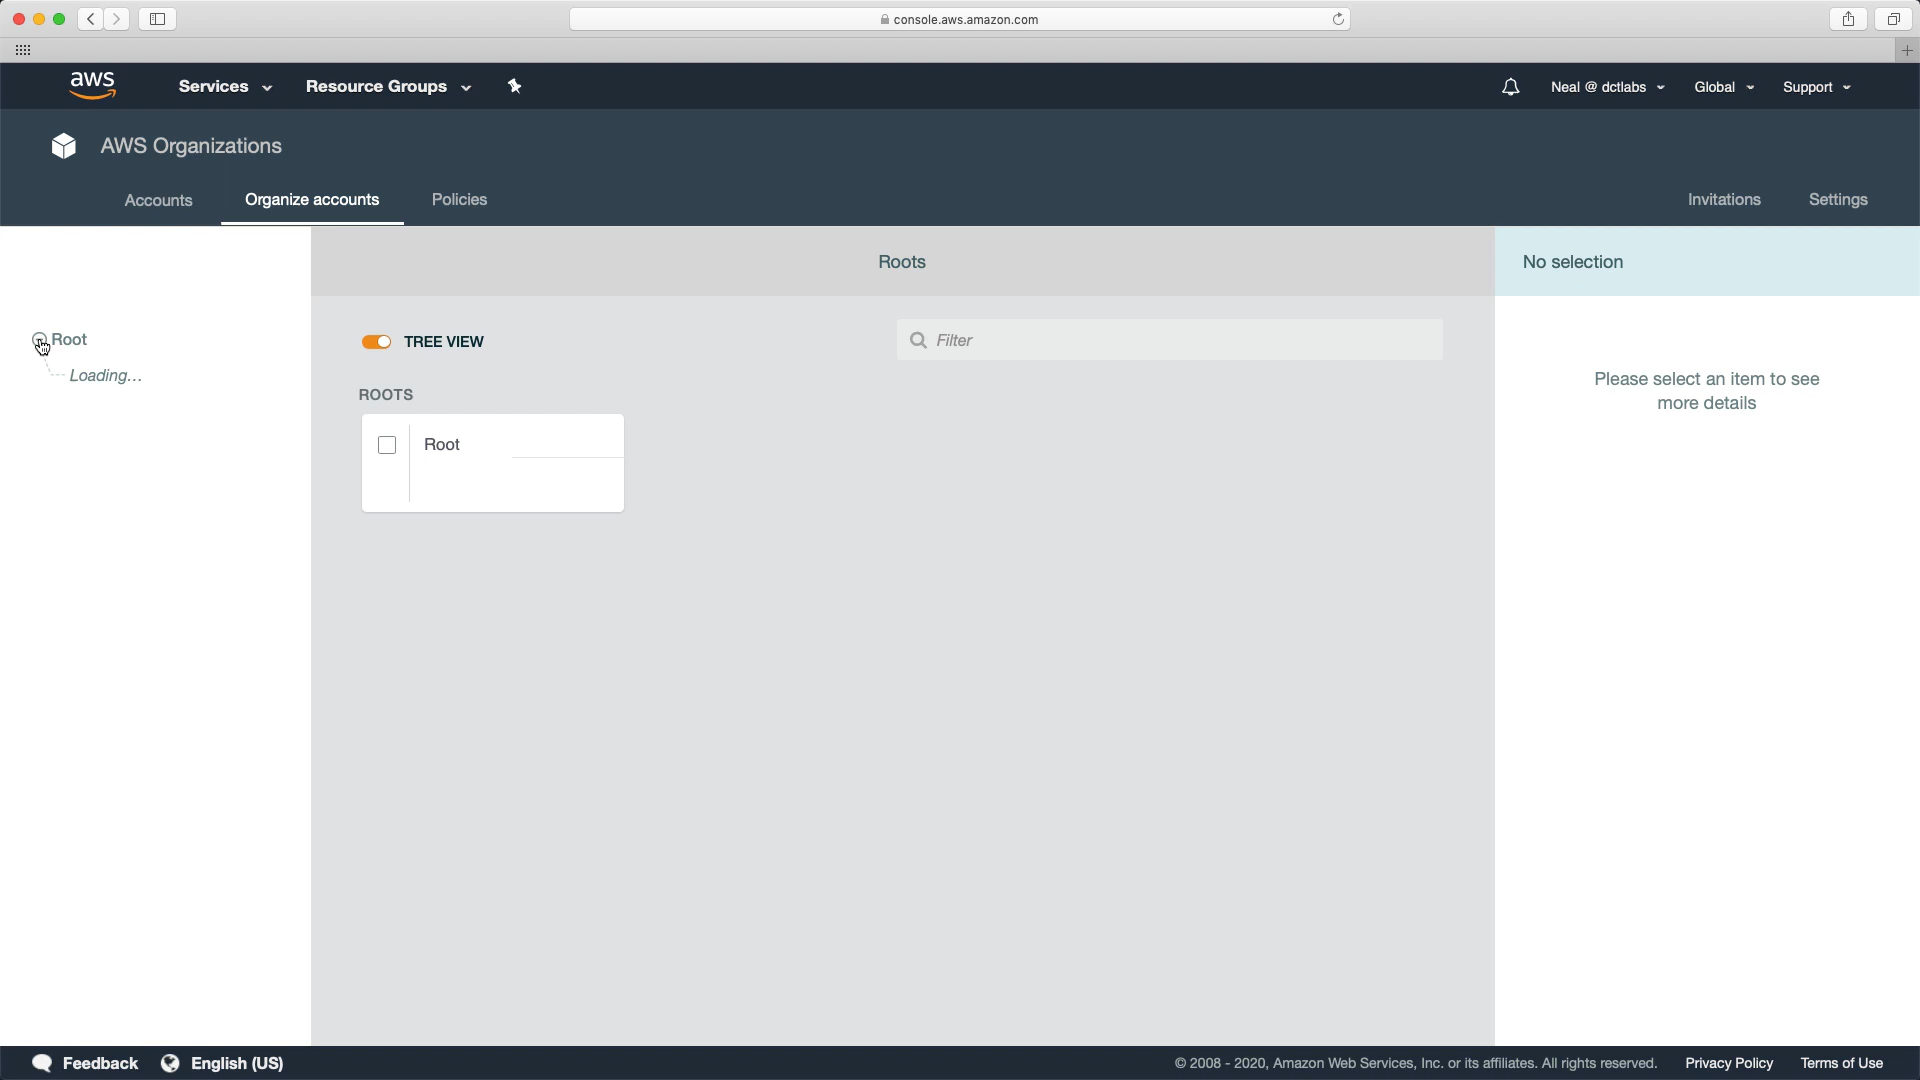 console.aws.amazon.com
aws
Services
Resource Groups
Neal @ dctlabs
Global
Support
AWS Organizations
Accounts
Organize accounts
Policies
Invitations
Settings
Roots
No selection
Root
Loading...
TREE VIEW
Filter
ROOTS
Root
Please select an item to see
more details
Feedback
English (US)
© 2008 - 2020, Amazon Web Services, Inc. or its affiliates. All rights reserved.
Privacy Policy
Terms of Use